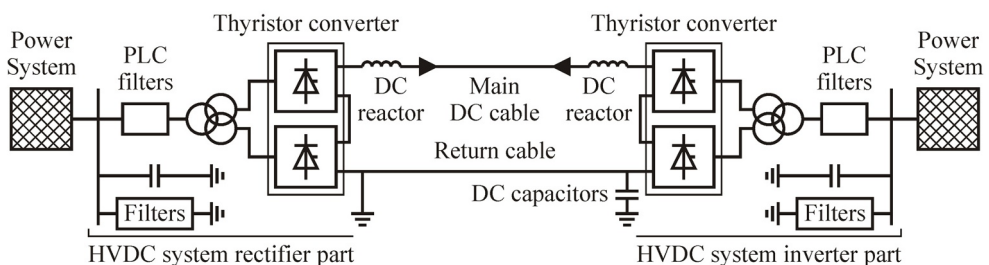 Thyristor converter
Thyristor converter
Power
System
PLC
filters
DC
reactor
Main
DC cable
DC
reactor
PLC
filters
Power
System
Return cable
DC capacitors
Filters
Filters
HVDC system rectifier part
HVDC system inverter part